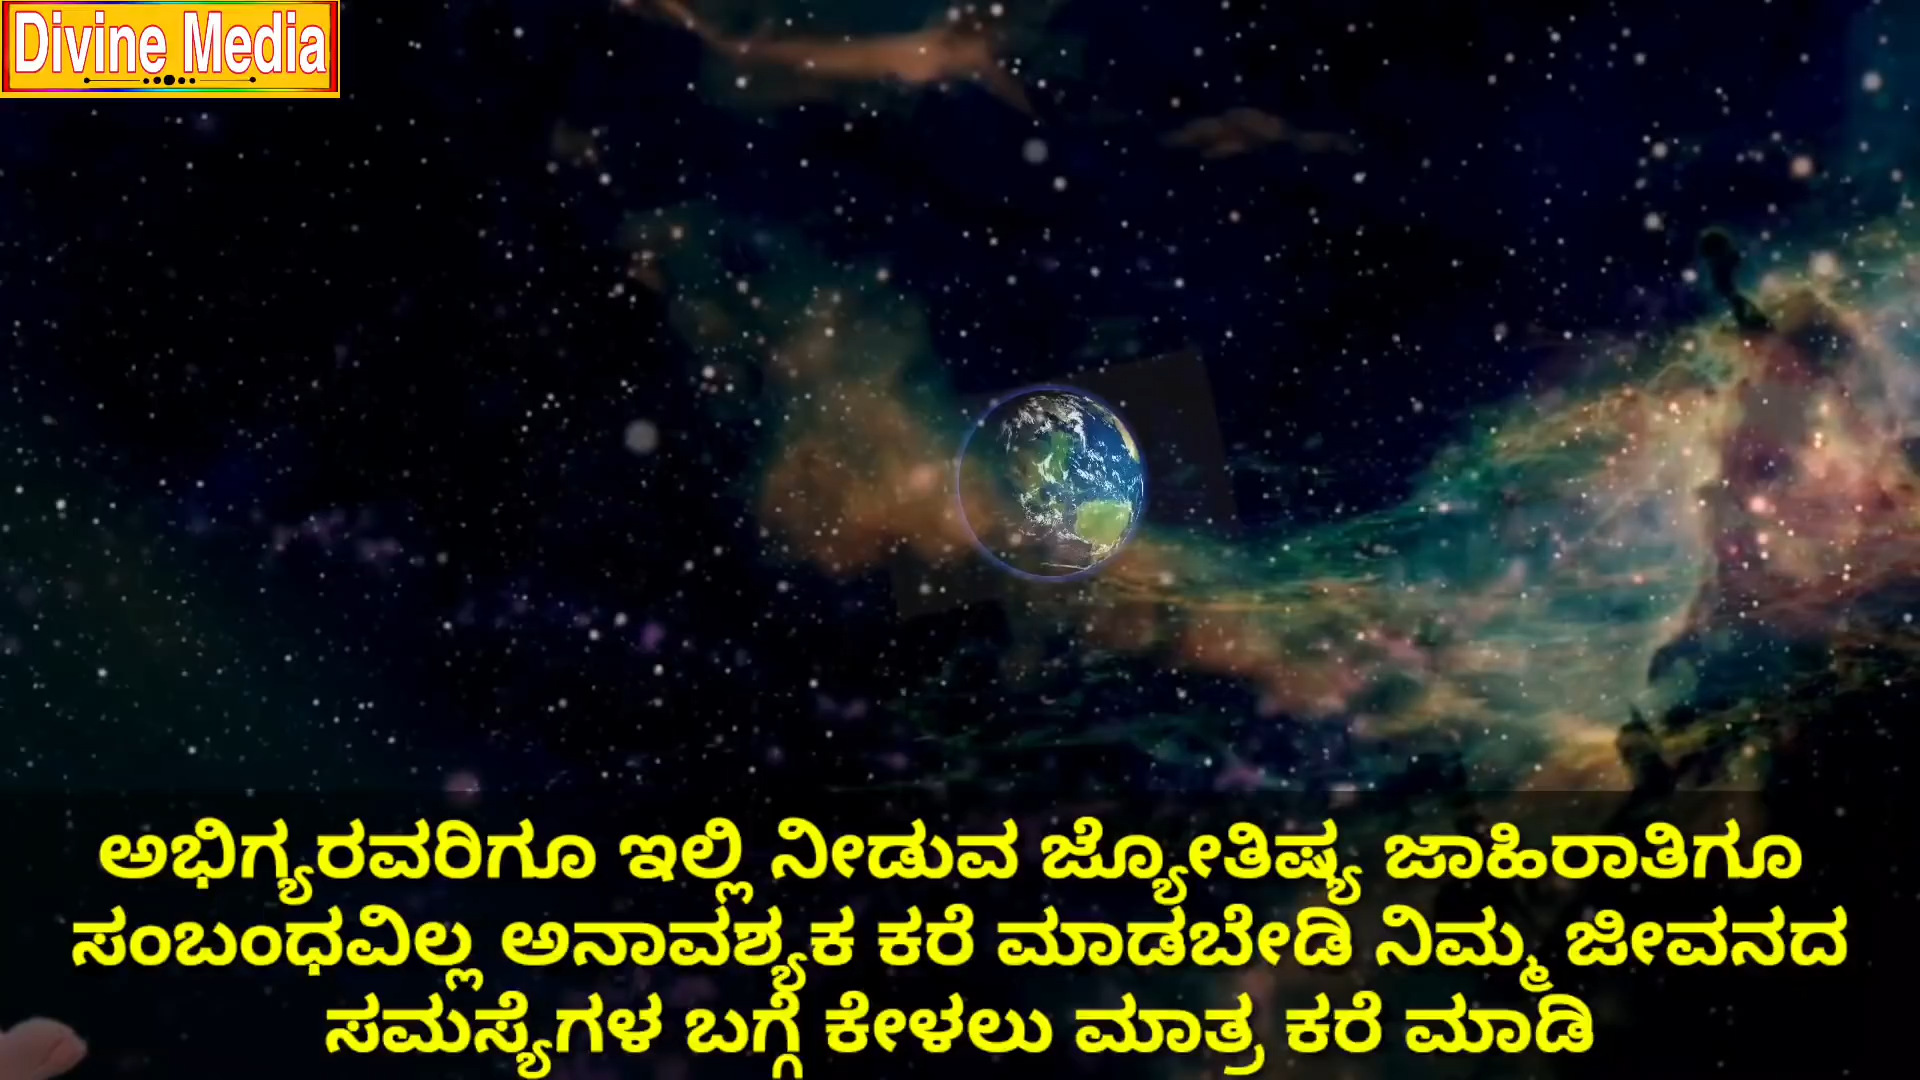 Divine Media
ಅಭಿಗ್ಯರವರಿಗೂ ಇಲ್ಲಿ ನೀಡುವ ಜ್ಯೋತಿಷ್ಯ ಜಾಹಿರಾತಿಗೂ
ಸಂಬಂಧವಿಲ್ಲ ಅನಾವಶ್ಯಕ ಕರೆ ಮಾಡಬೇಡಿ ನಿಮ್ಮ ಜೀವನದ
ಸಮಸ್ಯೆಗಳ ಬಗ್ಗೆ ಕೇಳಲು ಮಾತ್ರ ಕರೆ ಮಾಡಿ